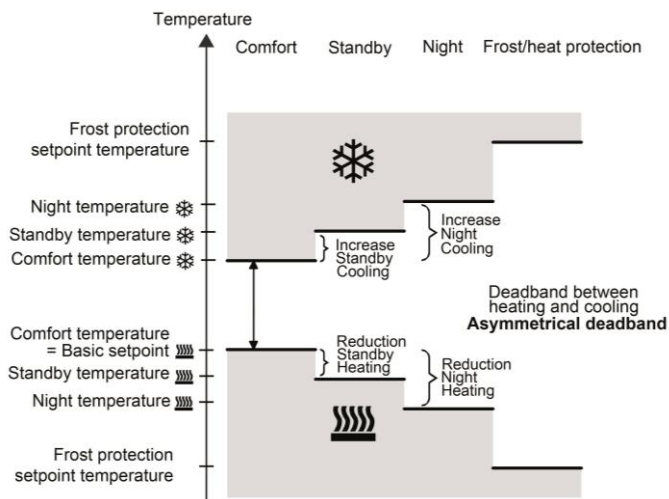 Temperature
Comfort
Standby
Night
Frost/heat protection
Frost protection
setpoint temperature
Night temperature
Standby temperature
Comfort temperature
Increase
Standby
Cooling
Increase
Night
Cooling
Deadband between
heating and cooling
Asymmetrical deadband
Comfort temperature
= Basic setpoint
Standby temperature
Night temperature
Reduction
Standby
Heating
Reduction
Night
Heating
Frost protection
setpoint temperature